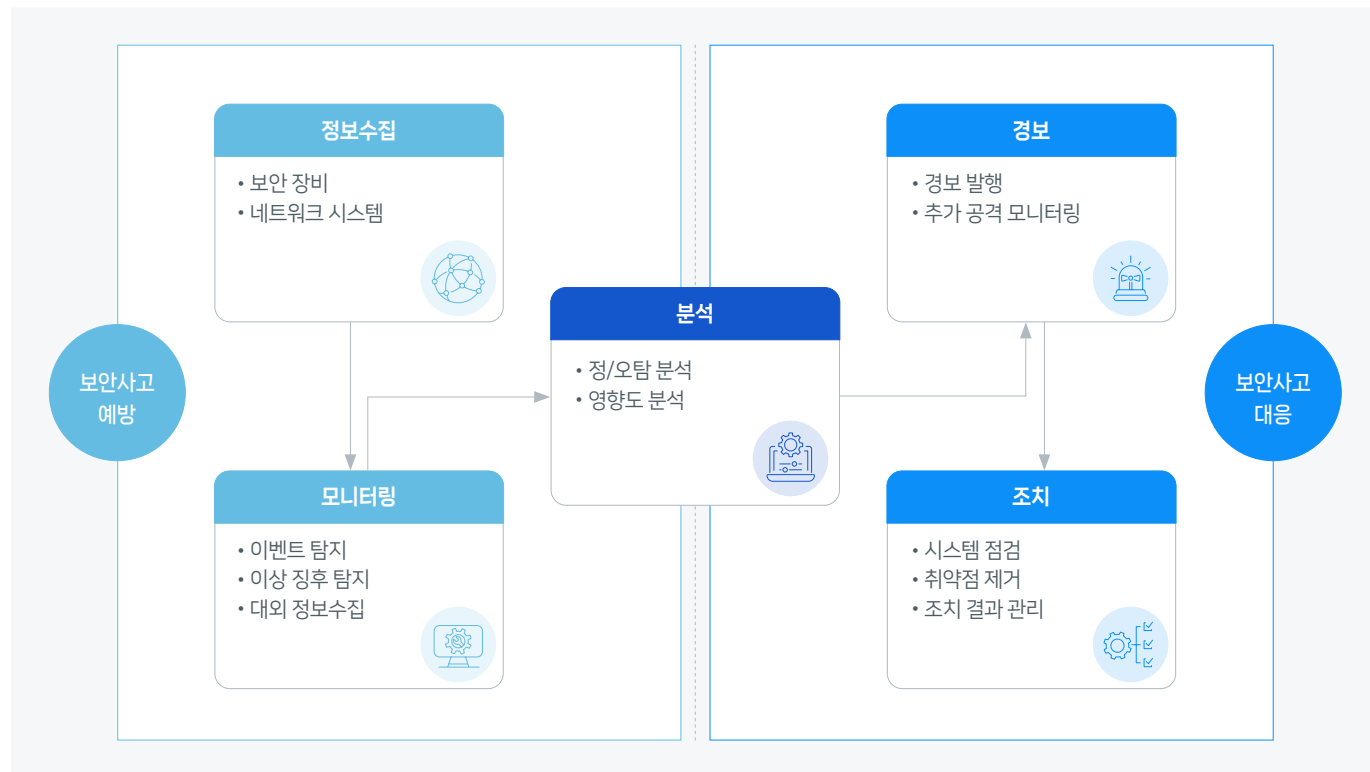 보안사고
예방
정보수집
• 보안 장비
• 네트워크 시스템
모니터링
• 이벤트 탐지
• 이상 징후 탐지
• 대외 정보수집
분석
• 정/오탐 분석
• 영향도 분석
경보
• 경보 발행
• 추가 공격 모니터링
조치
• 시스템 점검
• 취약점 제거
• 조치 결과 관리
보안사고
대응